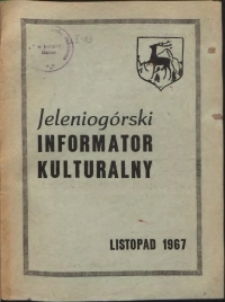 Jeleniogórski
INFORMATOR
KULTURALNY
LISTOPAD 1967